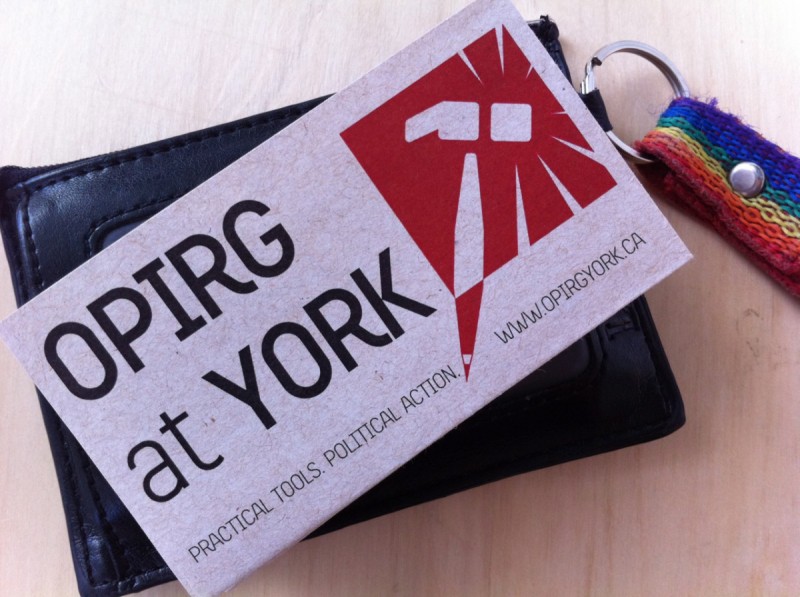 OPIRG
at YORK
PRACTICAL TOOLS. POLITICAL ACTION.
WWW.OPIRGYORK.CA